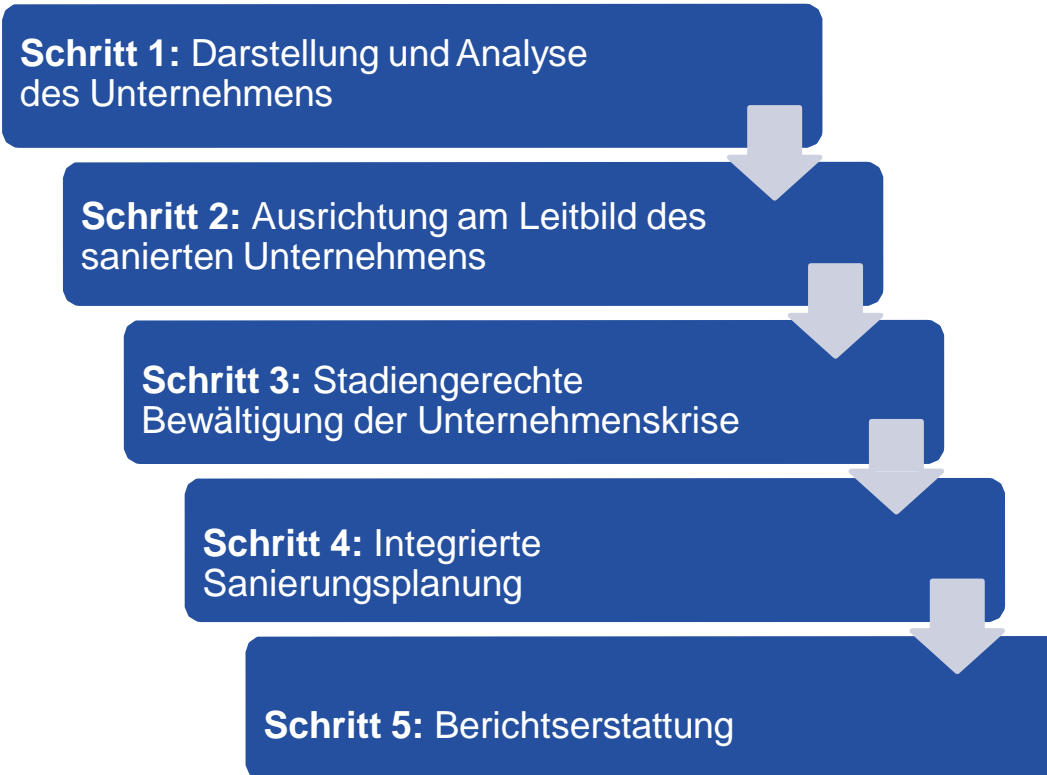 Schritt 1: Darstellung und Analyse
des Unternehmens
Schritt 2: Ausrichtung am Leitbild des
sanierten Unternehmens
Schritt 3: Stadiengerechte
Bewältigung der Unternehmenskrise
Schritt 4: Integrierte
Sanierungsplanung
Schritt 5: Berichtserstattung